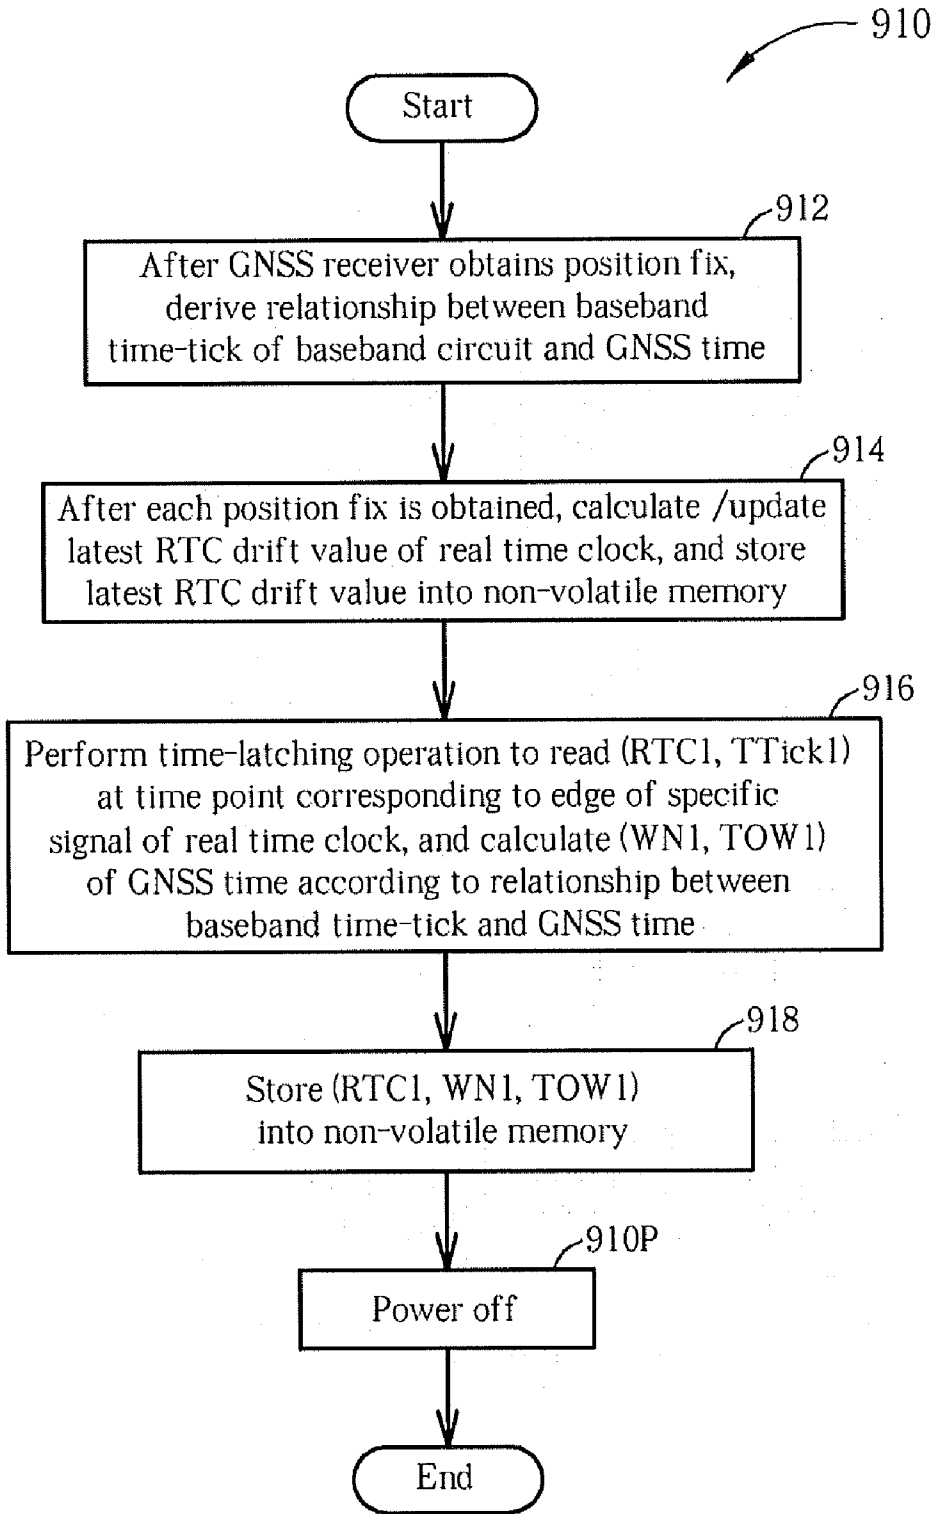 910
Start
912
After GNSS receiver obtains position fix,
derive relationship between baseband
time-tick of baseband circuit and GNSS time
914
After each position fix is obtained, calculate /update
latest RTC drift value of real time clock, and store
latest RTC drift value into non-volatile memory
916
Perform time-latching operation to read (RTC1, TTick1)
at time point corresponding to edge of specific
signal of real time clock, and calculate (WN1, TOW1)
of GNSS time according to relationship between
baseband time-tick and GNSS time
918
Store (RTC1, WN1, TOW1)
into non-volatile memory
910P
Power off
End